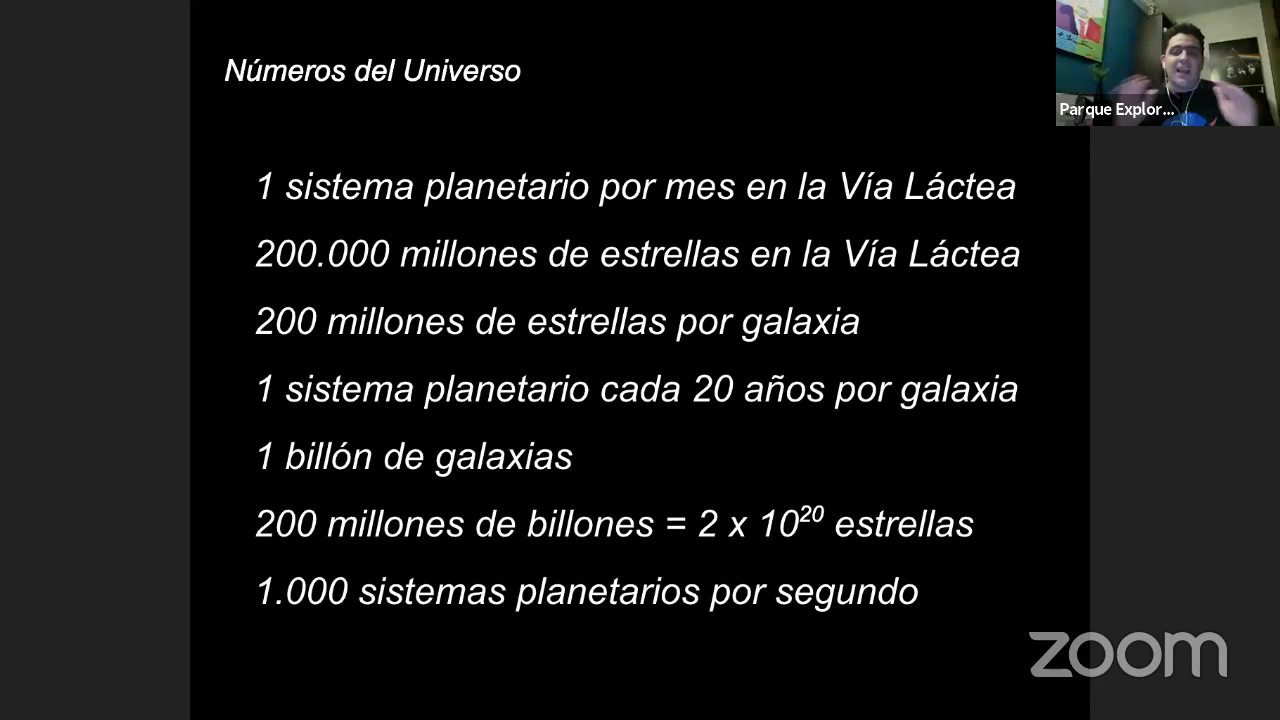 Números del Universo
Parque Explor...
1 sistema planetario por mes en la Vía Láctea
200.000 millones de estrellas en la Vía Láctea
200 millones de estrellas por galaxia
1 sistema planetario cada 20 años por galaxia
1 billón de galaxias
200 millones de billones = 2 x 10²⁰ estrellas
1.000 sistemas planetarios por segundo
zoom